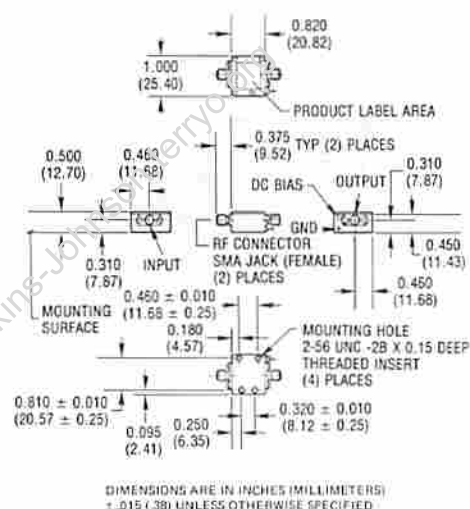 0.820
(20.82)
1.000
(25.40)
PRODUCT LABEL AREA
0.375 TYP (2) PLACES
(9.52)
0.500
(12.70)
0.460
(11.68)
DC BIAS
OUTPUT
0.310
(7.87)
GND
RF CONNECTOR
SMA JACK (FEMALE)
(2) PLACES
INPUT
0.310
(7.87)
0.450
(11.43)
0.460
(11.68)
MOUNTING
SURFACE
0.460 ± 0.010
(11.68 ± 0.25)
0.180
(4.57)
MOUNTING HOLE
2-56 UNC -2B X 0.15 DEEP
THREADED INSERT
(4) PLACES
0.810 ± 0.010
(20.57 ± 0.25)
0.095
(2.41)
0.250
(6.35)
0.320 ± 0.010
(8.12 ± 0.25)
DIMENSIONS ARE IN INCHES (MILLIMETERS)
± .015 (.38) UNLESS OTHERWISE SPECIFIED